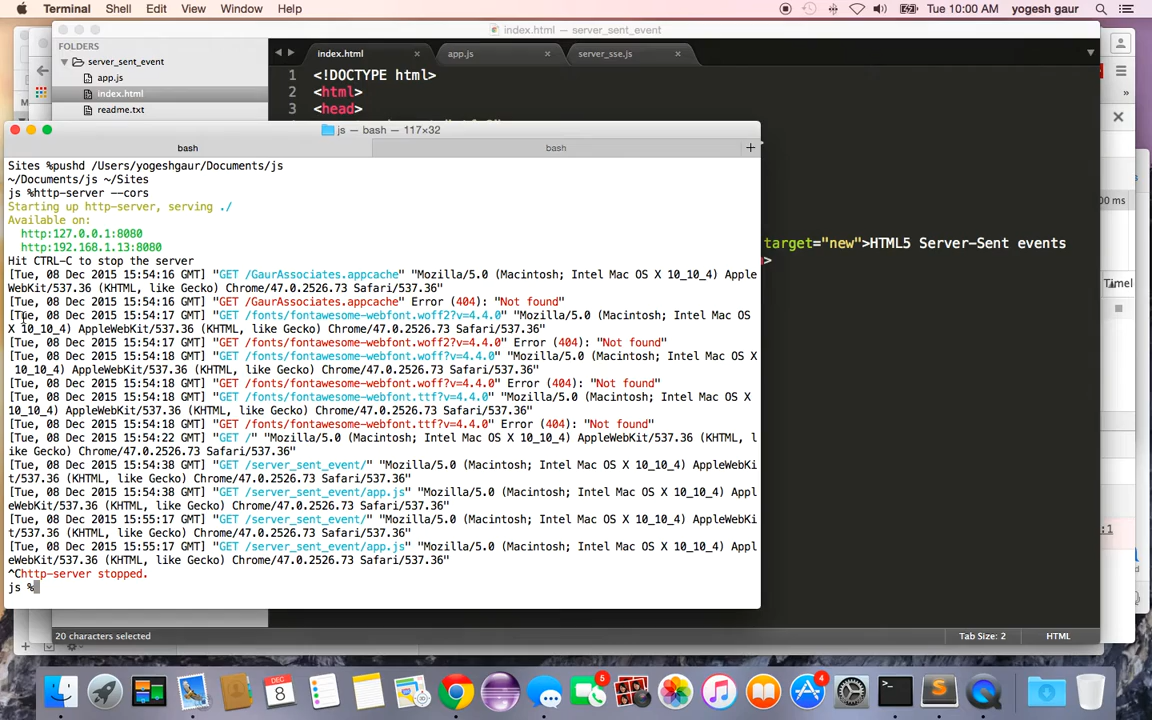 Terminal Shell Edit View Window Help Tue 10:00 AM yogesh gaur
index.html — server_sent_event
FOLDERS
server_sent_event
app.js
index.html
readme.txt
index.html app.js server_sse.js
1 <!DOCTYPE html>
2 <html>
3 <head>
target="new">HTML5 Server-Sent events
>
js — bash — 117×32
bash bash
Sites %pushd /Users/yogeshgaur/Documents/js
~/Documents/js ~/Sites
js %http-server --cors
Starting up http-server, serving ./
Available on:
http:127.0.0.1:8080
http:192.168.1.13:8080
Hit CTRL-C to stop the server
[Tue, 08 Dec 2015 15:54:16 GMT] "GET /GaurAssociates.appcache" "Mozilla/5.0 (Macintosh; Intel Mac OS X 10_10_4) Apple
WebKit/537.36 (KHTML, like Gecko) Chrome/47.0.2526.73 Safari/537.36"
[Tue, 08 Dec 2015 15:54:16 GMT] "GET /GaurAssociates.appcache" Error (404): "Not found"
[Tue, 08 Dec 2015 15:54:17 GMT] "GET /fonts/fontawesome-webfont.woff2?v=4.4.0" "Mozilla/5.0 (Macintosh; Intel Mac OS
X 10_10_4) AppleWebKit/537.36 (KHTML, like Gecko) Chrome/47.0.2526.73 Safari/537.36"
[Tue, 08 Dec 2015 15:54:17 GMT] "GET /fonts/fontawesome-webfont.woff2?v=4.4.0" Error (404): "Not found"
[Tue, 08 Dec 2015 15:54:18 GMT] "GET /fonts/fontawesome-webfont.woff?v=4.4.0" "Mozilla/5.0 (Macintosh; Intel Mac OS X
10_10_4) AppleWebKit/537.36 (KHTML, like Gecko) Chrome/47.0.2526.73 Safari/537.36"
[Tue, 08 Dec 2015 15:54:18 GMT] "GET /fonts/fontawesome-webfont.woff?v=4.4.0" Error (404): "Not found"
[Tue, 08 Dec 2015 15:54:18 GMT] "GET /fonts/fontawesome-webfont.ttf?v=4.4.0" "Mozilla/5.0 (Macintosh; Intel Mac OS X
10_10_4) AppleWebKit/537.36 (KHTML, like Gecko) Chrome/47.0.2526.73 Safari/537.36"
[Tue, 08 Dec 2015 15:54:18 GMT] "GET /fonts/fontawesome-webfont.ttf?v=4.4.0" Error (404): "Not found"
[Tue, 08 Dec 2015 15:54:22 GMT] "GET /" "Mozilla/5.0 (Macintosh; Intel Mac OS X 10_10_4) AppleWebKit/537.36 (KHTML, l
ike Gecko) Chrome/47.0.2526.73 Safari/537.36"
[Tue, 08 Dec 2015 15:54:38 GMT] "GET /server_sent_event/" "Mozilla/5.0 (Macintosh; Intel Mac OS X 10_10_4) AppleWebKi
t/537.36 (KHTML, like Gecko) Chrome/47.0.2526.73 Safari/537.36"
[Tue, 08 Dec 2015 15:54:38 GMT] "GET /server_sent_event/app.js" "Mozilla/5.0 (Macintosh; Intel Mac OS X 10_10_4) Appl
eWebKit/537.36 (KHTML, like Gecko) Chrome/47.0.2526.73 Safari/537.36"
[Tue, 08 Dec 2015 15:55:17 GMT] "GET /server_sent_event/" "Mozilla/5.0 (Macintosh; Intel Mac OS X 10_10_4) AppleWebKi
t/537.36 (KHTML, like Gecko) Chrome/47.0.2526.73 Safari/537.36"
[Tue, 08 Dec 2015 15:55:17 GMT] "GET /server_sent_event/app.js" "Mozilla/5.0 (Macintosh; Intel Mac OS X 10_10_4) Appl
eWebKit/537.36 (KHTML, like Gecko) Chrome/47.0.2526.73 Safari/537.36"
^Chttp-server stopped.
js %
00 ms
Timel
:1
20 characters selected Tab Size: 2 HTML
DEC
8
5
4